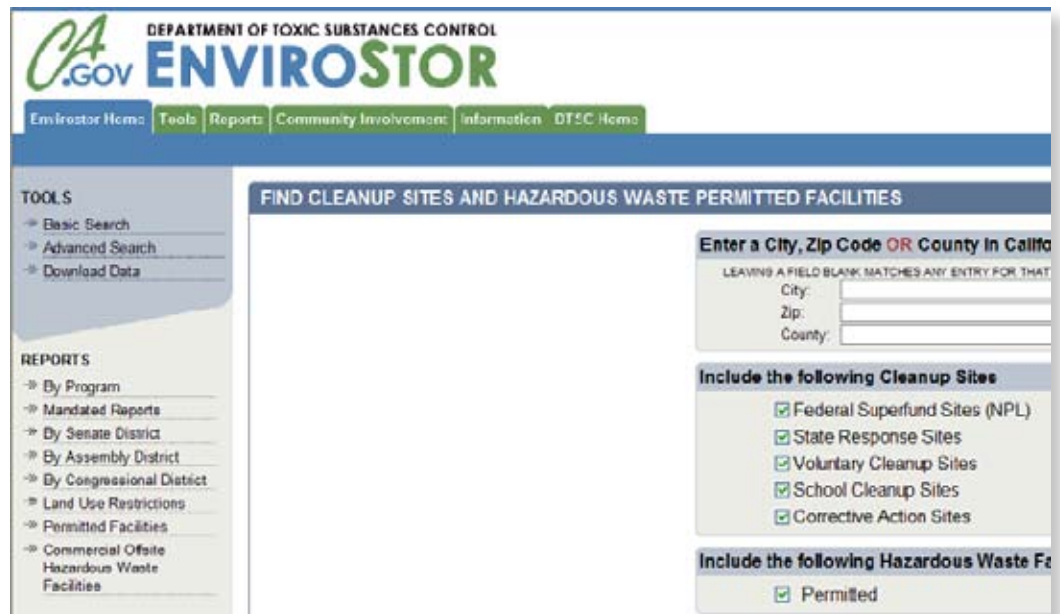 DEPARTMENT OF TOXIC SUBSTANCES CONTROL
CA.GOV ENVIROSTOR
Envirostor Home Tools Reports Community Involvement Information DTSC Home
TOOLS
Basic Search
Advanced Search
Download Data
REPORTS
By Program
Mandated Reports
By Senate District
By Assembly District
By Congressional District
Land Use Restrictions
Permitted Facilities
Commercial Offsite
Hazardous Waste
Facilities
FIND CLEANUP SITES AND HAZARDOUS WASTE PERMITTED FACILITIES
Enter a City, Zip Code OR County in Califo
LEAVING A FIELD BLANK MATCHES ANY ENTRY FOR THAT
City:
Zip:
County:
Include the following Cleanup Sites
Federal Superfund Sites (NPL)
State Response Sites
Voluntary Cleanup Sites
School Cleanup Sites
Corrective Action Sites
Include the following Hazardous Waste Fa
Permitted